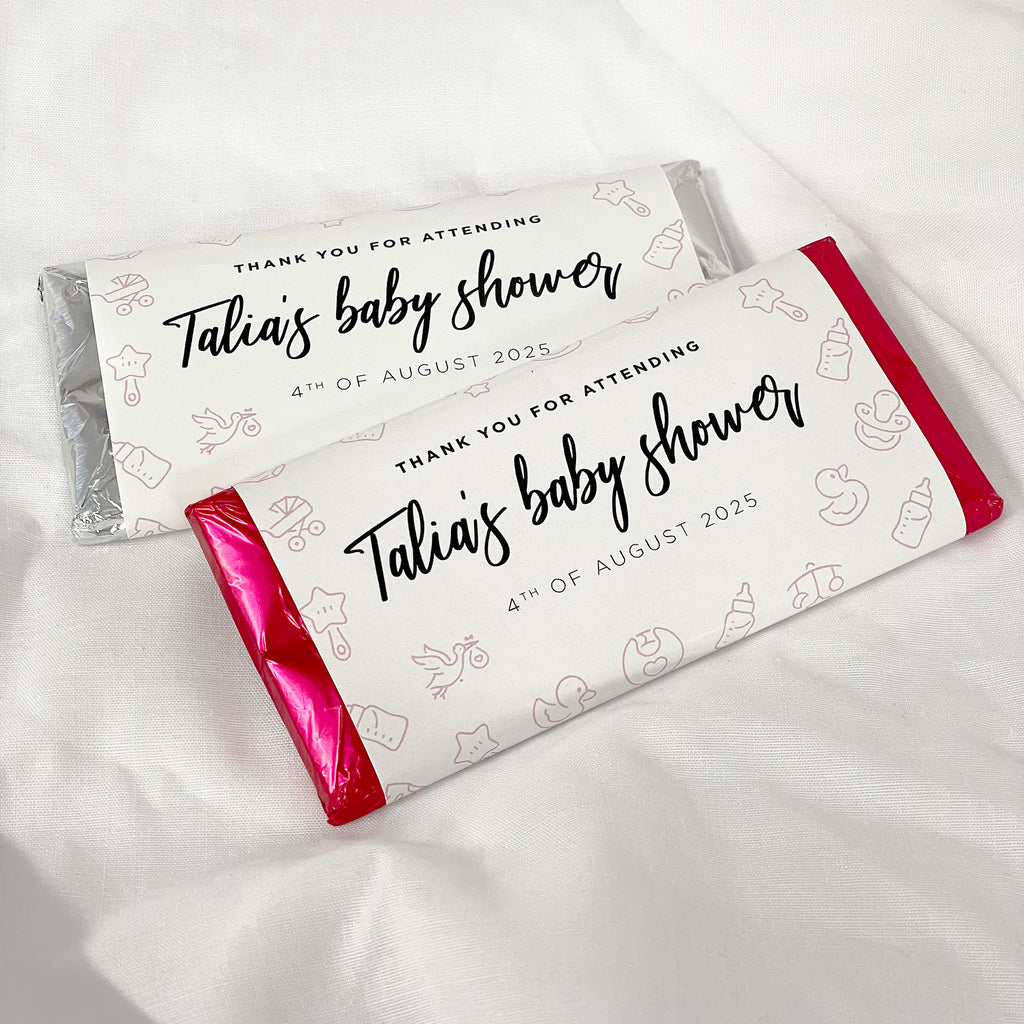 THANK YOU FOR ATTENDING
Talia's baby shower
4TH OF AUGUST 2025
THANK YOU FOR ATTENDING
Talia's baby shower
4TH OF AUGUST 2025